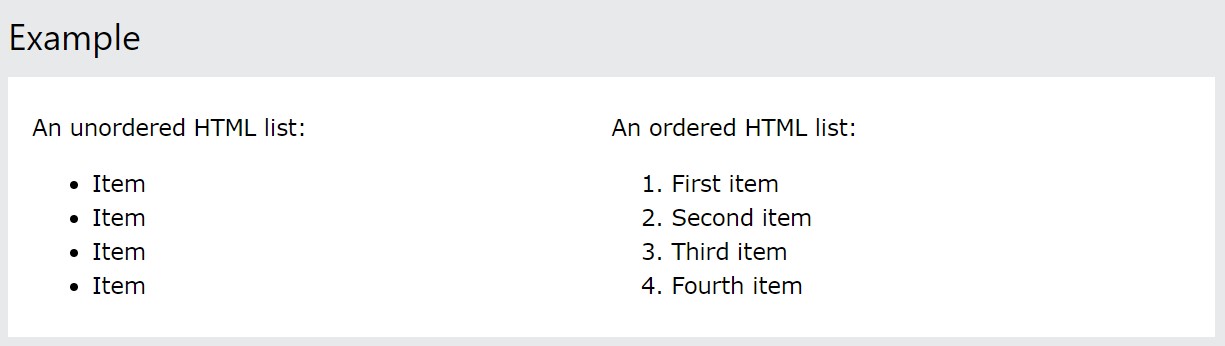 Example
An unordered HTML list:
• Item
• Item
• Item
• Item
An ordered HTML list:
1. First item
2. Second item
3. Third item
4. Fourth item